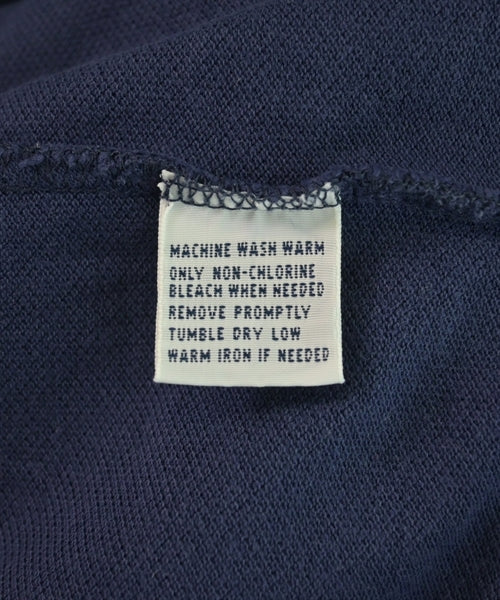 MACHINE WASH WARM
ONLY NON-CHLORINE
BLEACH WHEN NEEDED
REMOVE PROMPTLY
TUMBLE DRY LOW
WARM IRON IF NEEDED